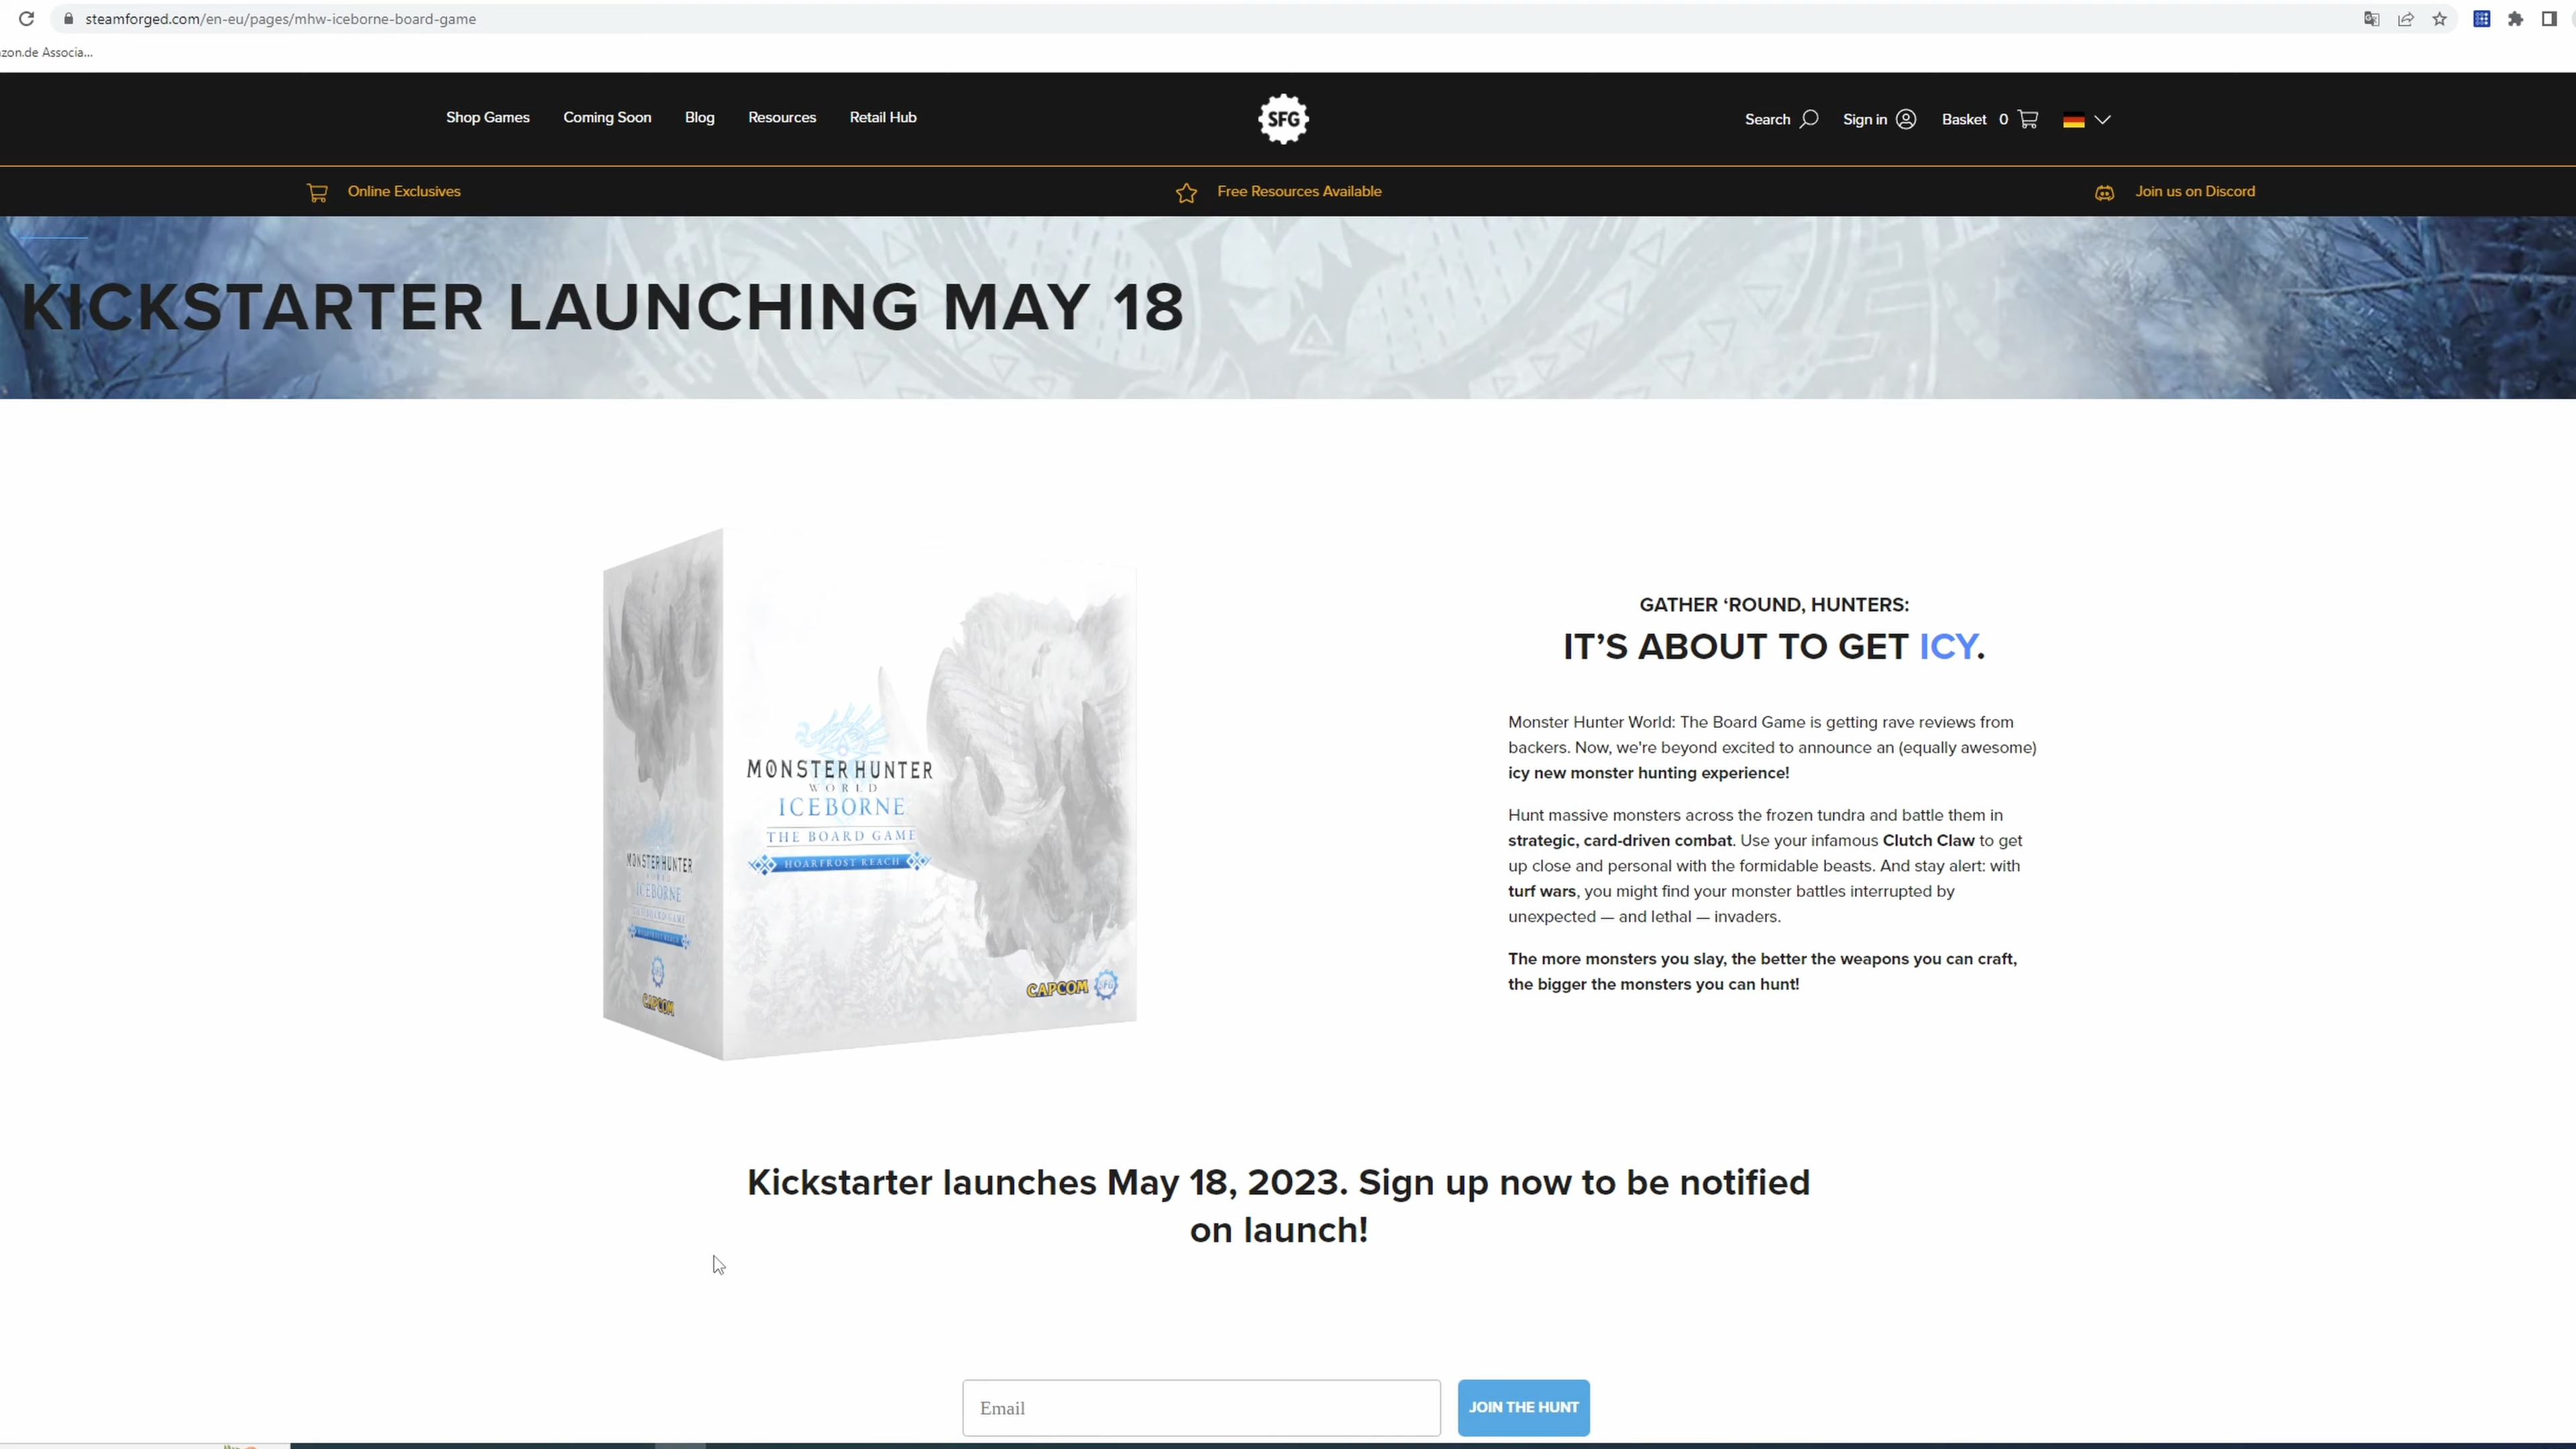 steamforged.com/en-eu/pages/mhw-iceborne-board-game
zon.de Associa...
Shop Games
Coming Soon
Blog
Resources
Retail Hub
SFG
Search
Sign in
Basket 0
Online Exclusives
Free Resources Available
Join us on Discord
KICKSTARTER LAUNCHING MAY 18
MONSTER HUNTER
WORLD
ICEBORNE
THE BOARD GAME
HOARFROST REACH
CAPCOM SFG
MONSTER HUNTER
WORLD
ICEBORNE
THE BOARD GAME
HOARFROST REACH
SFG
CAPCOM
GATHER ‘ROUND, HUNTERS:
IT’S ABOUT TO GET ICY.
Monster Hunter World: The Board Game is getting rave reviews from
backers. Now, we're beyond excited to announce an (equally awesome)
icy new monster hunting experience!
Hunt massive monsters across the frozen tundra and battle them in
strategic, card-driven combat. Use your infamous Clutch Claw to get
up close and personal with the formidable beasts. And stay alert: with
turf wars, you might find your monster battles interrupted by
unexpected — and lethal — invaders.
The more monsters you slay, the better the weapons you can craft,
the bigger the monsters you can hunt!
Kickstarter launches May 18, 2023. Sign up now to be notified
on launch!
Email
JOIN THE HUNT